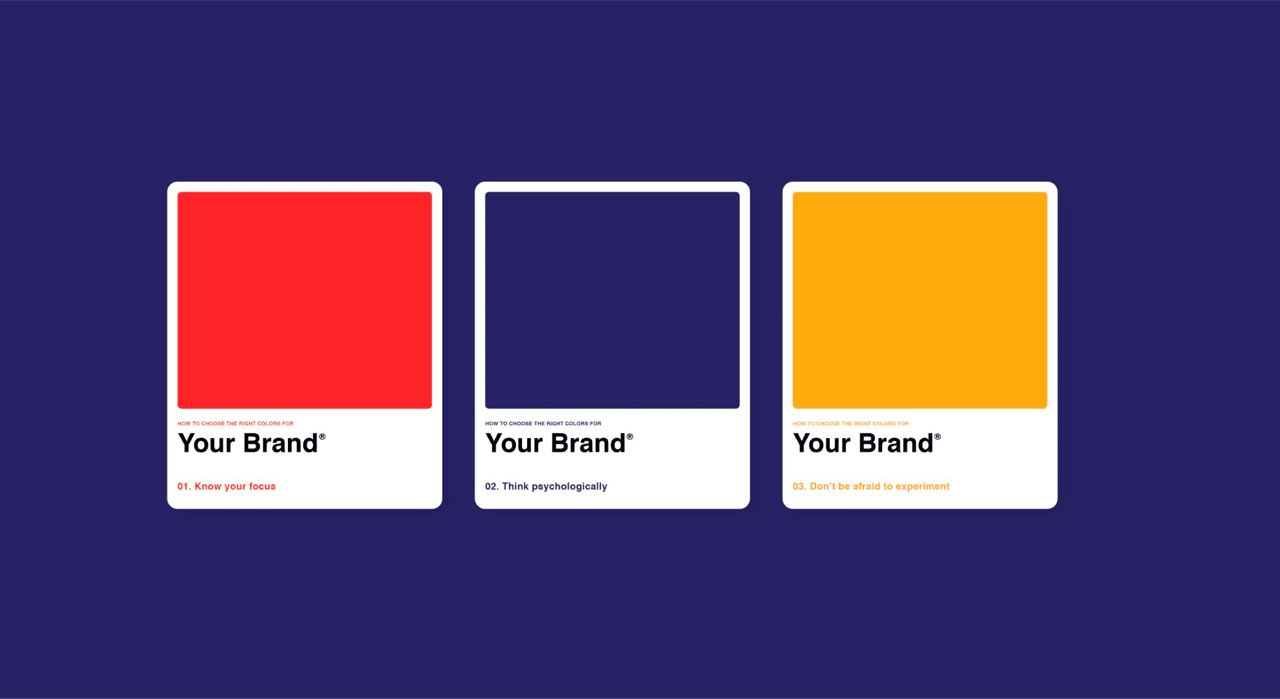 HOW TO CHOOSE THE RIGHT COLORS FOR
Your Brand®
01. Know your focus
HOW TO CHOOSE THE RIGHT COLORS FOR
Your Brand®
02. Think psychologically
HOW TO CHOOSE THE RIGHT COLORS FOR
Your Brand®
03. Don’t be afraid to experiment